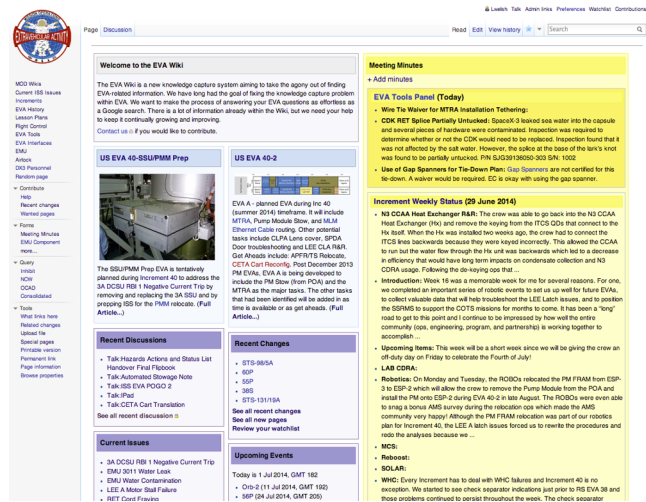 EXTRAVEHICULAR ACTIVITY
Lwelsh Talk Admin links Preferences Watchlist Contributions
Page Discussion
Read Edit View history Search
MOD Wikis
Current ISS Issues
Increments
EVA History
Lesson Plans
Flight Control
EVA Tools
EVA Interfaces
EMU
Airlock
DX3 Personnel
Random page
Contribute
Help
Recent changes
Wanted pages
Forms
Meeting Minutes
EMU Component
more...
Query
Inhibit
NCW
OCAD
Consolidated
Tools
What links here
Related changes
Upload file
Special pages
Printable version
Permanent link
Page information
Browse properties
Welcome to the EVA Wiki
The EVA Wiki is a new knowledge capture system aiming to take the agony out of finding
EVA-related information. We have long had the goal of fixing the knowledge capture problem
within EVA. We want to make the process of answering your EVA questions as effortless as
a Google search. There is a lot of information already within the Wiki, but we need your help
to keep it continually growing and improving.
Contact us if you would like to contribute.
US EVA 40-SSU/PMM Prep
The SSU/PMM Prep EVA is tentatively
planned during Increment 40 to address the
3A DCSU RBI 1 Negative Current Trip by
removing and replacing the 3A SSU and by
prepping ISS for the PMM relocate. (Full
Article...)
US EVA 40-2
EVA A - planned EVA during Inc 40
(summer 2014) timeframe. It will include
MTRA, Pump Module Stow, and MLM
Ethernet Cable routing. Other potential
tasks include CLPA Lens cover, SPDA
Door troubleshooting and LEE CLA R&R.
Get Aheads include: APFR/TS Relocate,
CETA Cart Reconfig. Post December 2013
PM EVAs, EVA A is being developed to
include the PM Stow (from POA) and the
MTRA as the major tasks. The other tasks
that had been identified will be added in as
time is available or as get aheads. (Full
Article...)
Recent Discussions
Talk:Hazards Actions and Status List
Handover Final Flipbook
Talk:Automated Stowage Note
Talk:ISS EVA POGO 2
Talk:IPad
Talk:CETA Cart Translation
See all recent discussion
Recent Changes
STS-98/5A
60P
55P
38S
STS-131/19A
See all recent changes
See all new pages
Review your watchlist
Current Issues
3A DCSU RBI 1 Negative Current Trip
EMU 3011 Water Leak
EMU Water Contamination
LEE A Motor Stall Failure
RET Cord Fraying
Upcoming Events
Today is 1 Jul 2014, GMT 182
Orb-2 (11 Jul 2014, GMT 192)
56P (24 Jul 2014, GMT 205)
Meeting Minutes
+ Add minutes
EVA Tools Panel (Today)
Wire Tie Waiver for MTRA Installation Tethering:
CDK RET Splice Partially Untucked: SpaceX-3 leaked sea water into the capsule
and several pieces of hardware were contaminated. Inspection was required to
determine whether or not the CDK would need to be replaced. Inspection found that it
was not affected by the salt water. However, the splice at the base of the lark's knot
was found to be partially untucked. P/N SJG39136050-303 S/N: 1002
Use of Gap Spanners for Tie-Down Plan: Gap Spanners are not certified for this
tie-down. A waiver would be required. EC is okay with using the gap spanner.
Increment Weekly Status (29 June 2014)
N3 CCAA Heat Exchanger R&R: The crew was able to go back into the N3 CCAA
Heat Exchanger (Hx) and remove the keying from the ITCS QDs that connect to the
Hx itself. When the Hx was installed two weeks ago, the crew had to connect the
ITCS lines backwards because they were keyed incorrectly. This allowed the CCAA
to run but the water flow through the Hx unit was backwards which led to a decrease
in efficiency that would have long term impacts on condensate collection and N3
CDRA usage. Following the de-keying ops that ...
Introduction: Week 16 was a memorable week for me for several reasons. For one,
we completed an important series of robotic events to set us up well for future EVAs,
to collect valuable data that will help troubleshoot the LEE Latch issues, and to position
the SSRMS to support the COTS missions for months to come. It has been a "long"
road to get to this point and I continue to be impressed by how well the entire
community (ops, engineering, program, and partnership) is working together to
accomplish ...
Upcoming items: This week will be a short week since we will be giving the crew an
off-duty day on Friday to celebrate the Fourth of July!
LAB CDRA:
Robotics: On Monday and Tuesday, the ROBOs relocated the PM FRAM from ESP-
3 to ESP-2 which will allow the crew to remove the Pump Module from the POA and
install the PM onto ESP-2 during EVA 40-2 in late August. The ROBOs were even able
to snag a bonus AMS survey during the relocation ops which made the AMS
community very happy! Although the PM FRAM relocation was part of our robotics
plan for Increment 40, the LEE A latch issues forced us to rewrite the procedures and
redo the analyses because we ...
MCS:
Reboost:
SOLAR:
WHC: Every Increment has to deal with WHC failures and Increment 40 is no
exception. We started to see check separator indications just prior to RS EVA 38 and
those problems continued to persist throughout the week. The check separator